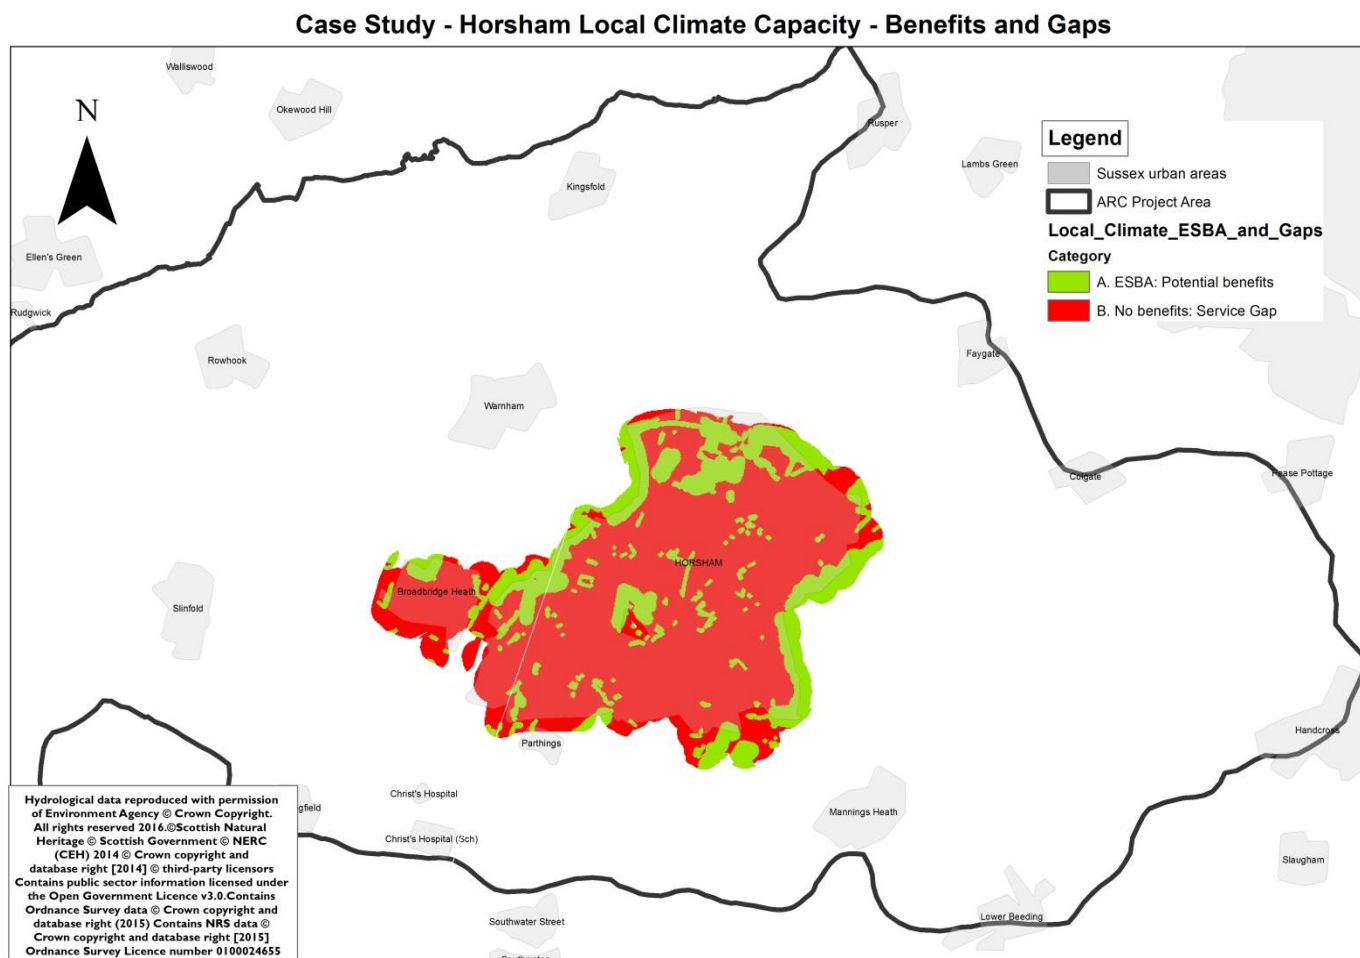 Case Study - Horsham Local Climate Capacity - Benefits and Gaps
Walliswood
Okewood Hill
N
Rusper
Lambs Green
Kingsfold
Legend
Sussex urban areas
ARC Project Area
Local_Climate_ESBA_and_Gaps
Category
A. ESBA: Potential benefits
B. No benefits: Service Gap
Ellen's Green
Rudgwick
Rowhook
Faygate
Warnham
Colgate
Pease Pottage
HORSHAM
Broadbridge Heath
Slinfold
Handcross
Parthings
Christ's Hospital
Mannings Heath
Christ's Hospital (Sch)
Slaugham
Southwater Street
Lower Beeding
Hydrological data reproduced with permission
of Environment Agency © Crown Copyright.
All rights reserved 2016.©Scottish Natural
Heritage © Scottish Government © NERC
(CEH) 2014 © Crown copyright and
database right [2014] © third-party licensors
Contains public sector information licensed under
the Open Government Licence v3.0.Contains
Ordnance Survey data © Crown copyright and
database right (2015) Contains NRS data ©
Crown copyright and database right [2015]
Ordnance Survey Licence number 0100024655